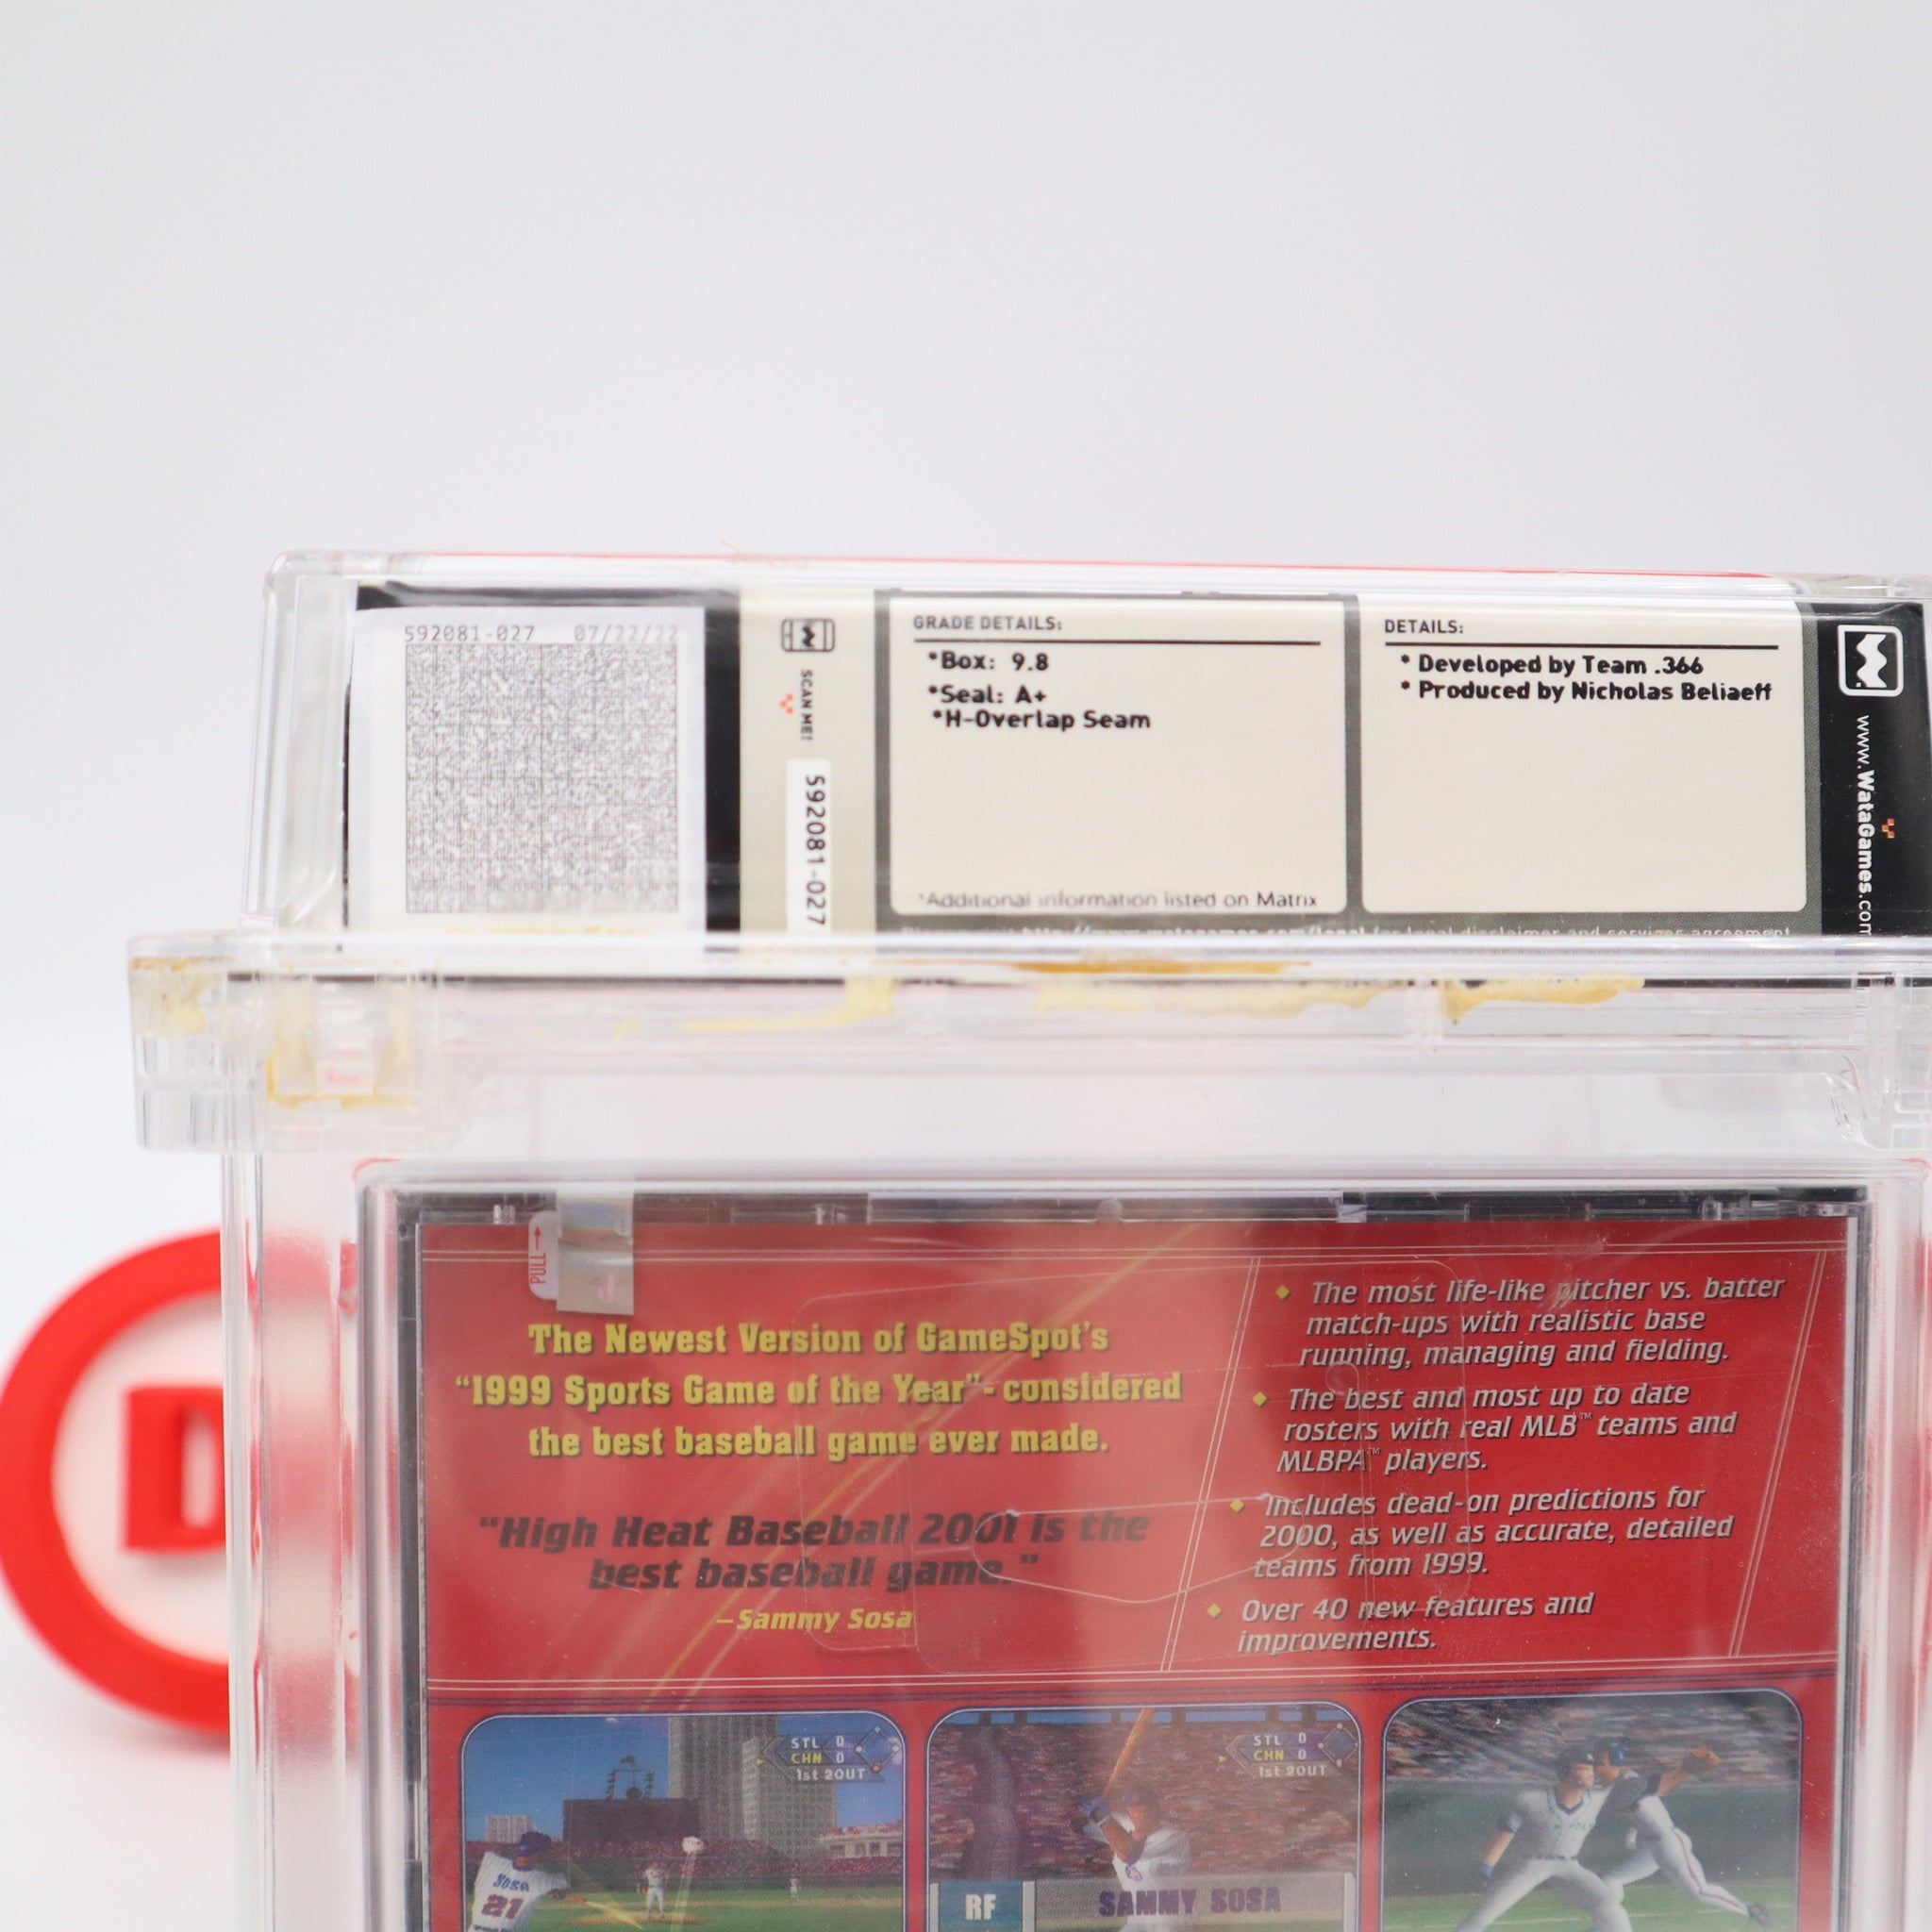 592081-027 07/22/22
SCAN ME!
592081-027
GRADE DETAILS:
*Box: 9.8
*Seal: A+
*H-Overlap Seam
*Additional information listed on Matrix
DETAILS:
* Developed by Team .366
* Produced by Nicholas Beliaeff
www.WataGames.com
for legal disclaimer and services agreement
PULL→
The Newest Version of GameSpot's
"1999 Sports Game of the Year"- considered
the best baseball game ever made.
"High Heat Baseball 2001 is the
best baseball game."
—Sammy Sosa
The most life-like pitcher vs. batter
match-ups with realistic base
running, managing and fielding.
The best and most up to date
rosters with real MLB™ teams and
MLBPA™ players.
Includes dead-on predictions for
2000, as well as accurate, detailed
teams from 1999.
Over 40 new features and
improvements.
STL 0
CHN 0
1st 2OUT
SOSA
21
STL 0
CHN 0
1st 2OUT
RF SAMMY SOSA
D